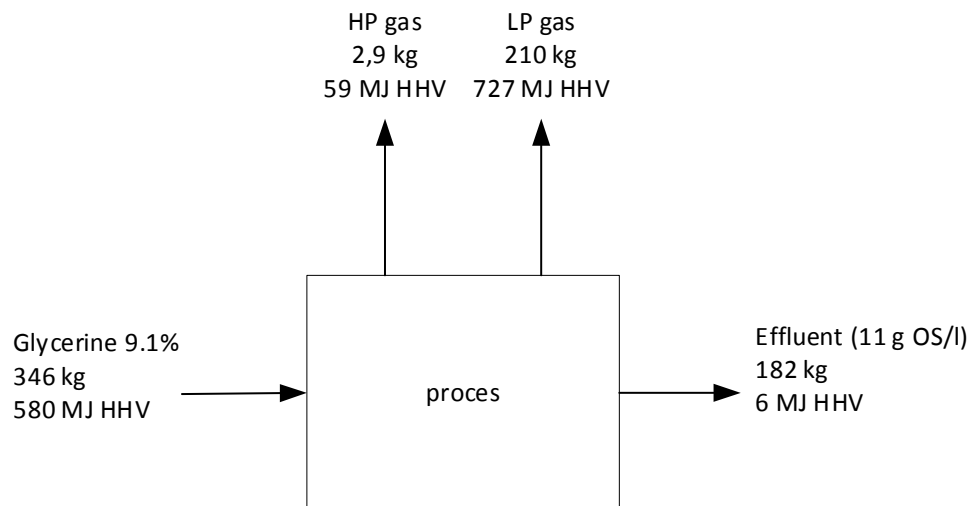 HP gas
2,9 kg
59 MJ HHV
LP gas
210 kg
727 MJ HHV
Glycerine 9.1%
346 kg
580 MJ HHV
proces
Effluent (11 g OS/l)
182 kg
6 MJ HHV